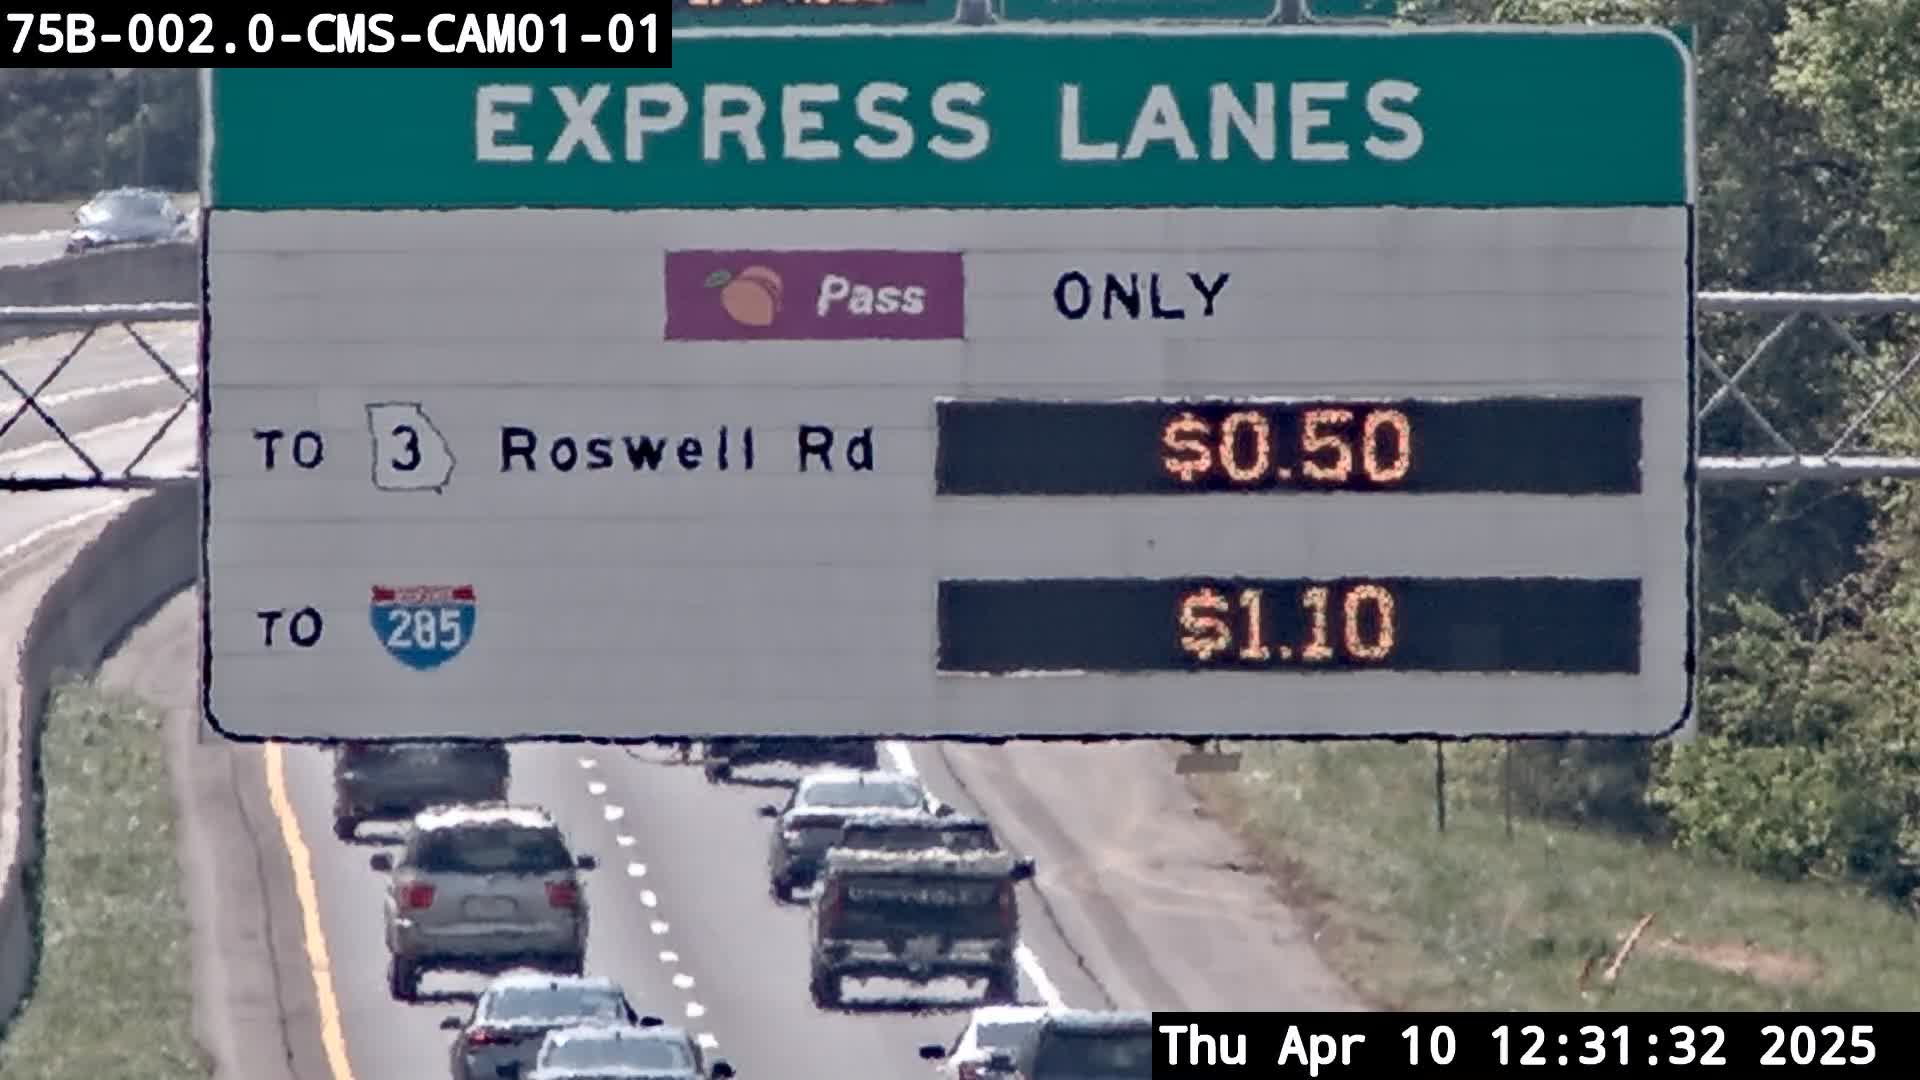 75B-002.0-CMS-CAM01-01
EXPRESS LANES
Pass ONLY
TO 3 Roswell Rd $0.50
TO 285 $1.10
Thu Apr 10 12:31:32 2025